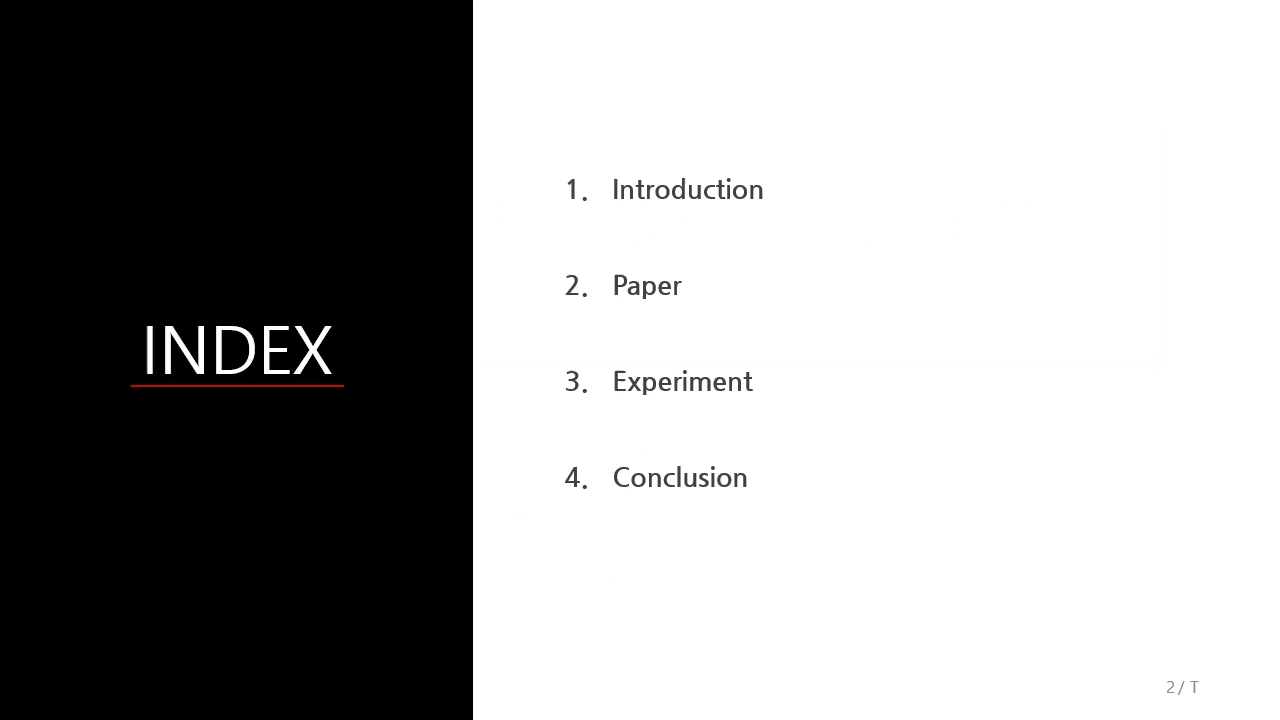 INDEX
1. Introduction
2. Paper
3. Experiment
4. Conclusion
2 / T